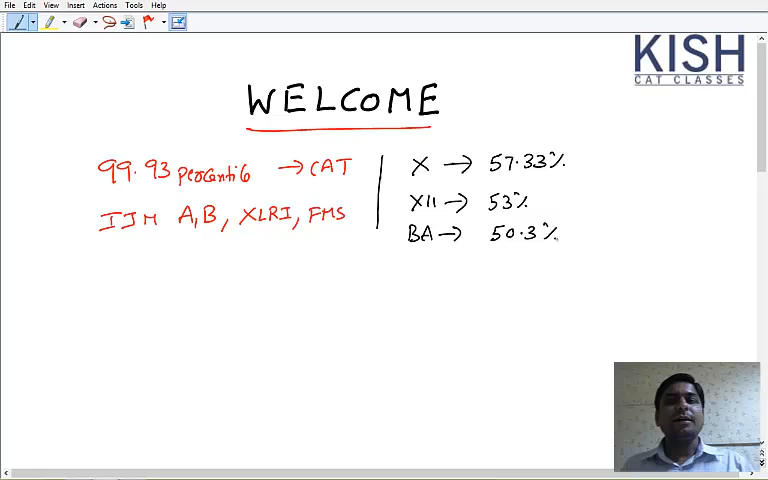 File Edit View Insert Actions Tools Help
KISH
CAT CLASSES
WELCOME
99.93 percentile → CAT
IIM A,B, XLRI, FMS
X → 57.33%.
XII → 53%.
BA → 50.3%.